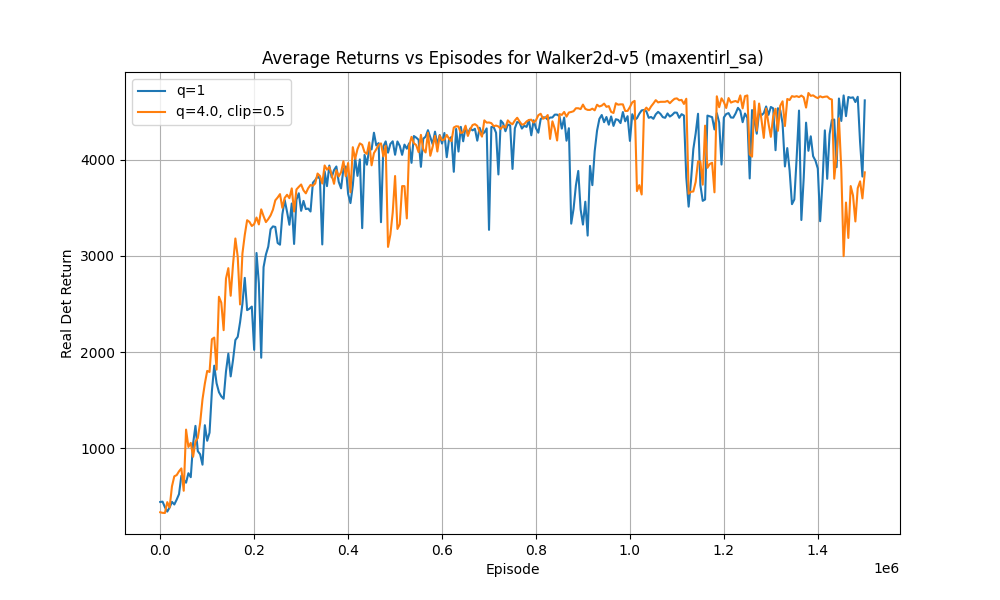 Average Returns vs Episodes for Walker2d-v5 (maxentirl_sa)
q=1
q=4.0, clip=0.5
Real Det Return
4000
3000
2000
1000
0.0 0.2 0.4 0.6 0.8 1.0 1.2 1.4
1e6
Episode